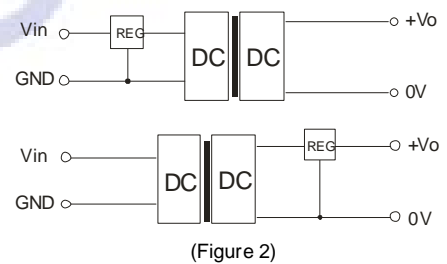 Vin REG DC DC +Vo
GND 0V
Vin DC DC REG +Vo
GND 0V
(Figure 2)